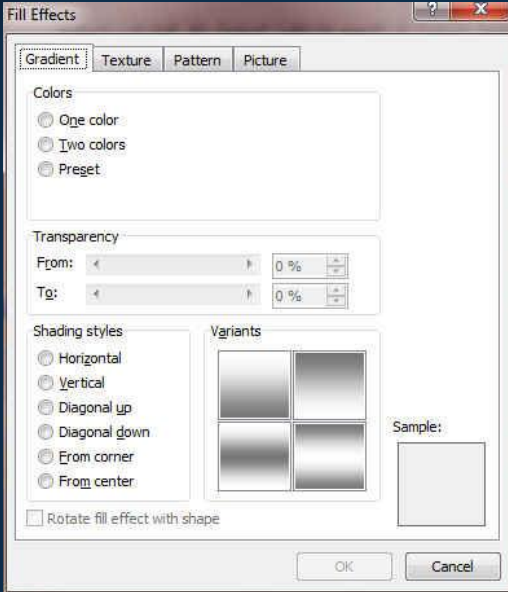 Fill Effects
Gradient Texture Pattern Picture
Colors
One color
Two colors
Preset
Transparency
From: 0 %
To: 0 %
Shading styles
Horizontal
Vertical
Diagonal up
Diagonal down
From corner
From center
Variants
Sample:
Rotate fill effect with shape
OK Cancel